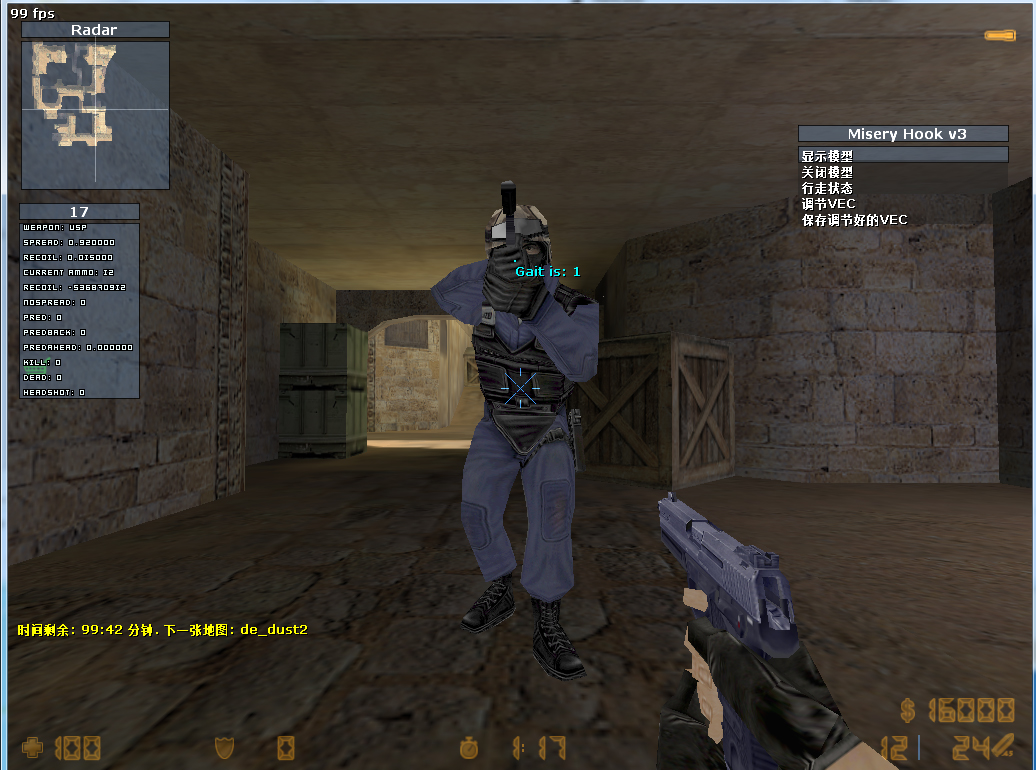 99 fps
Radar
Misery Hook v3
显示模型
关闭模型
行走状态
调节VEC
保存调节好的VEC
17
WEAPON: USP
SPREAD: 0.920000
RECOIL: 0.015000
CURRENT AMMO: 12
RECOIL: -536870912
NOSPREAD: 0
PRED: 0
PREDBACK: 0
PREDAHEAD: 0.000000
KILL: 0
DEAD: 0
HEADSHOT: 0
Gait is: 1
时间剩余: 99:42 分钟. 下一张地图: de_dust2
$ 16000
100 0 1:17 12 24